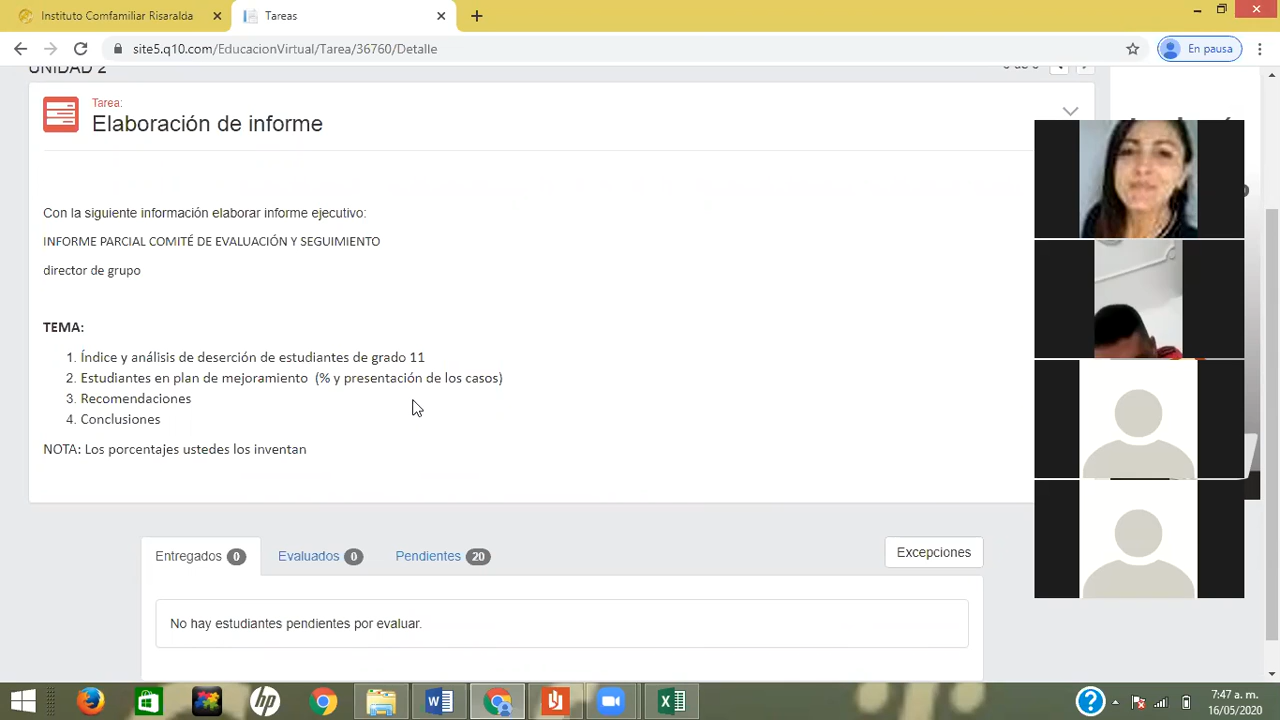 Instituto Comfamiliar Risaralda
Tareas
site5.q10.com/EducacionVirtual/Tarea/36760/Detalle
En pausa
UNIDAD 2
Tarea:
Elaboración de informe
Con la siguiente información elaborar informe ejecutivo:
INFORME PARCIAL COMITÉ DE EVALUACIÓN Y SEGUIMIENTO
director de grupo
TEMA:
1. Índice y análisis de deserción de estudiantes de grado 11
2. Estudiantes en plan de mejoramiento (% y presentación de los casos)
3. Recomendaciones
4. Conclusiones
NOTA: Los porcentajes ustedes los inventan
Entregados 0
Evaluados 0
Pendientes 20
Excepciones
No hay estudiantes pendientes por evaluar.
7:47 a. m.
16/05/2020